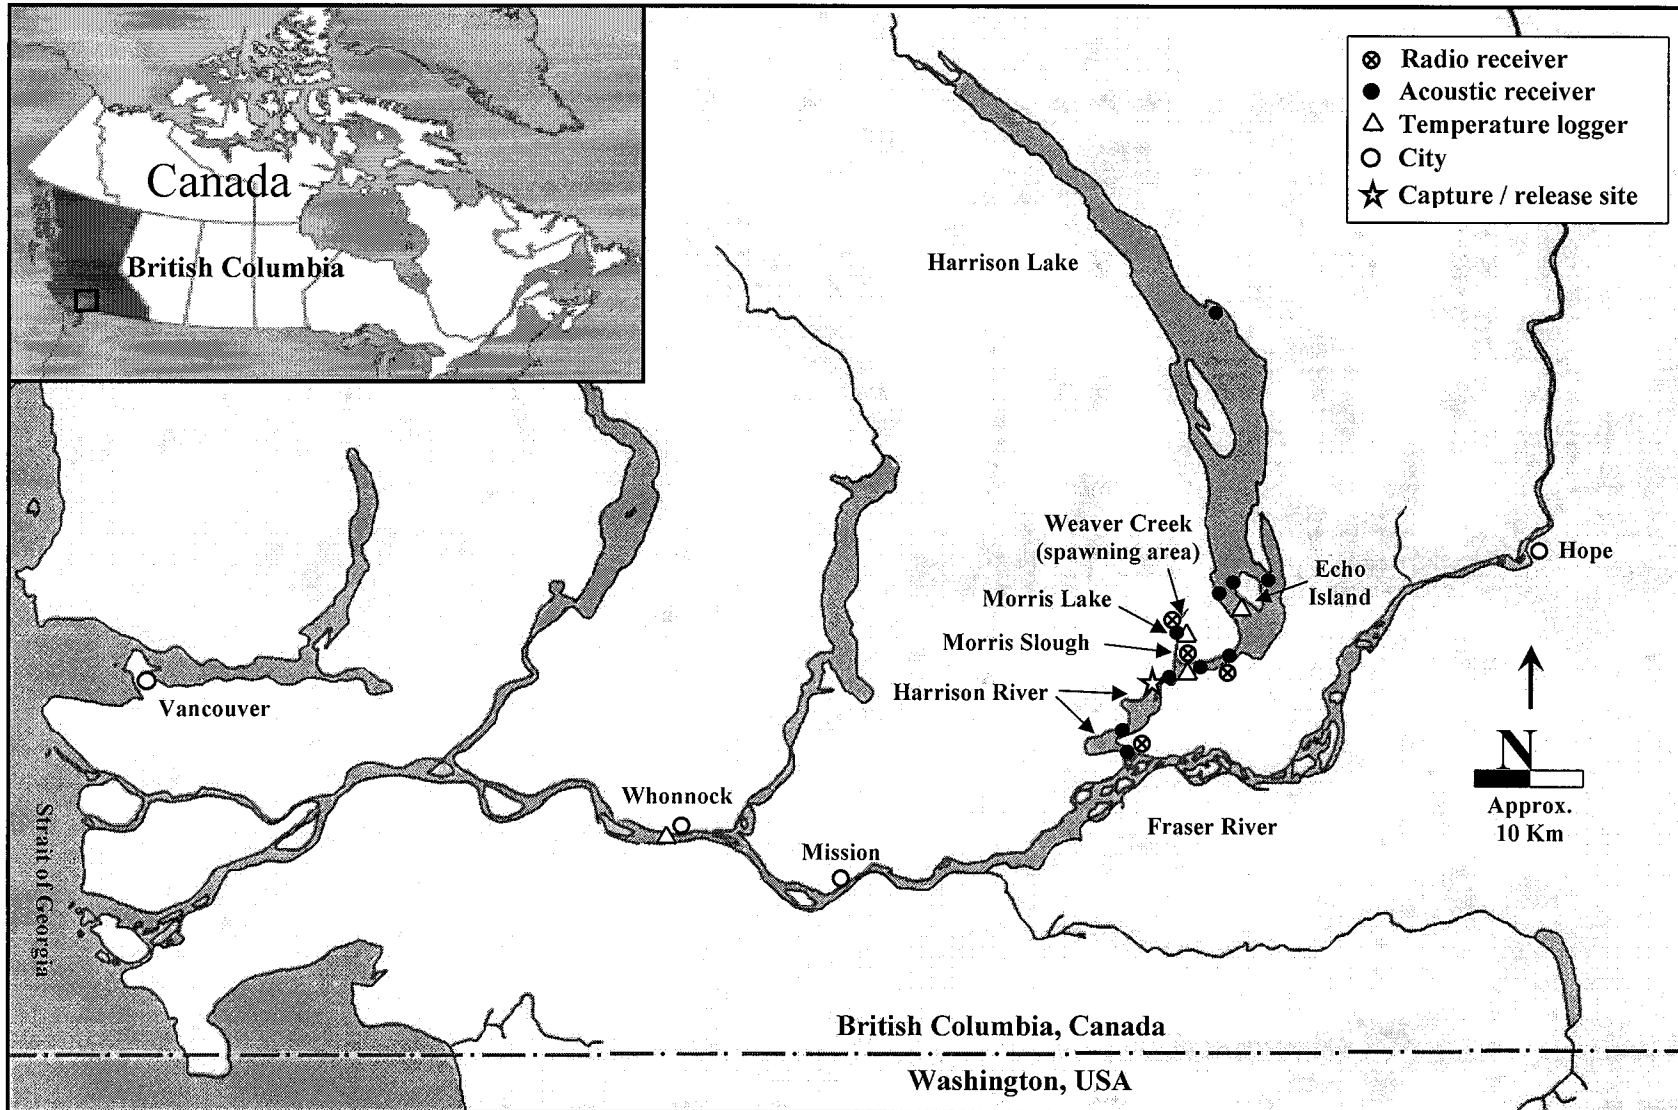 Canada
British Columbia
Radio receiver
Acoustic receiver
Temperature logger
City
Capture / release site
Harrison Lake
Weaver Creek
(spawning area)
Hope
Echo
Island
Morris Lake
Morris Slough
Harrison River
Vancouver
N
Approx.
10 Km
Whonnock
Fraser River
Mission
Strait of Georgia
British Columbia, Canada
Washington, USA